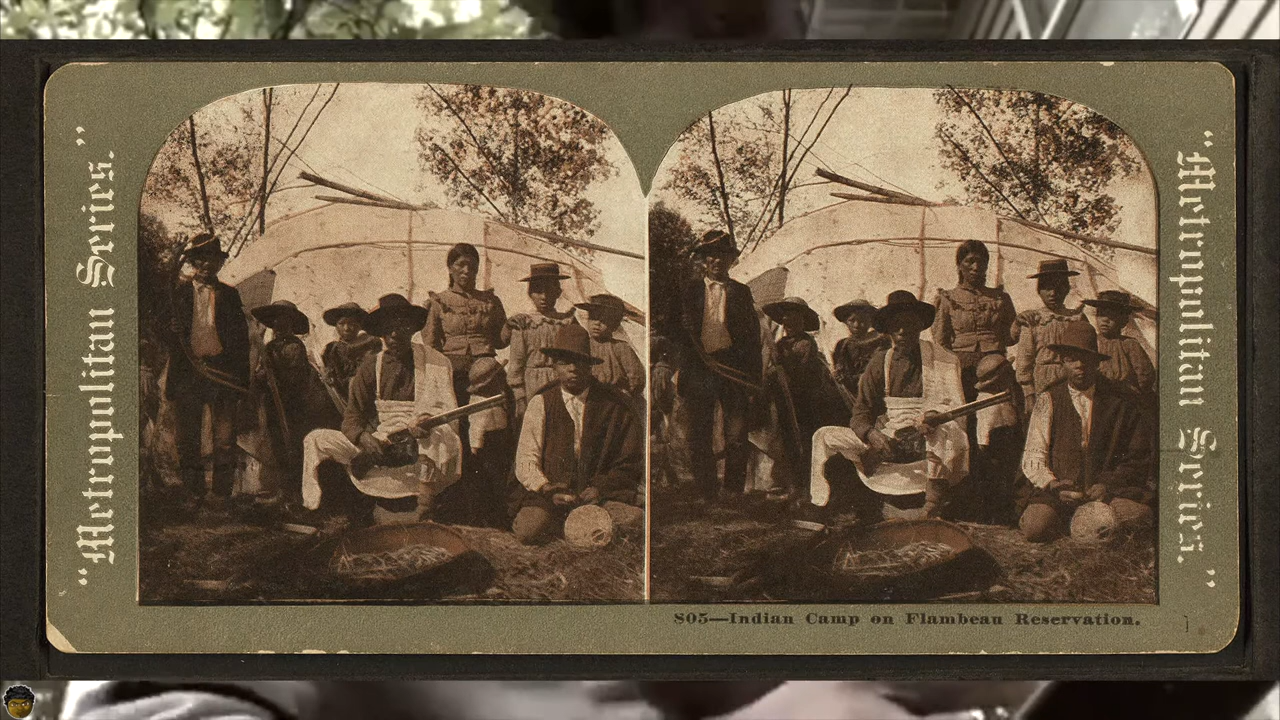 "Metropolitan Series."
"Metropolitan Series."
805—Indian Camp on Flambeau Reservation.